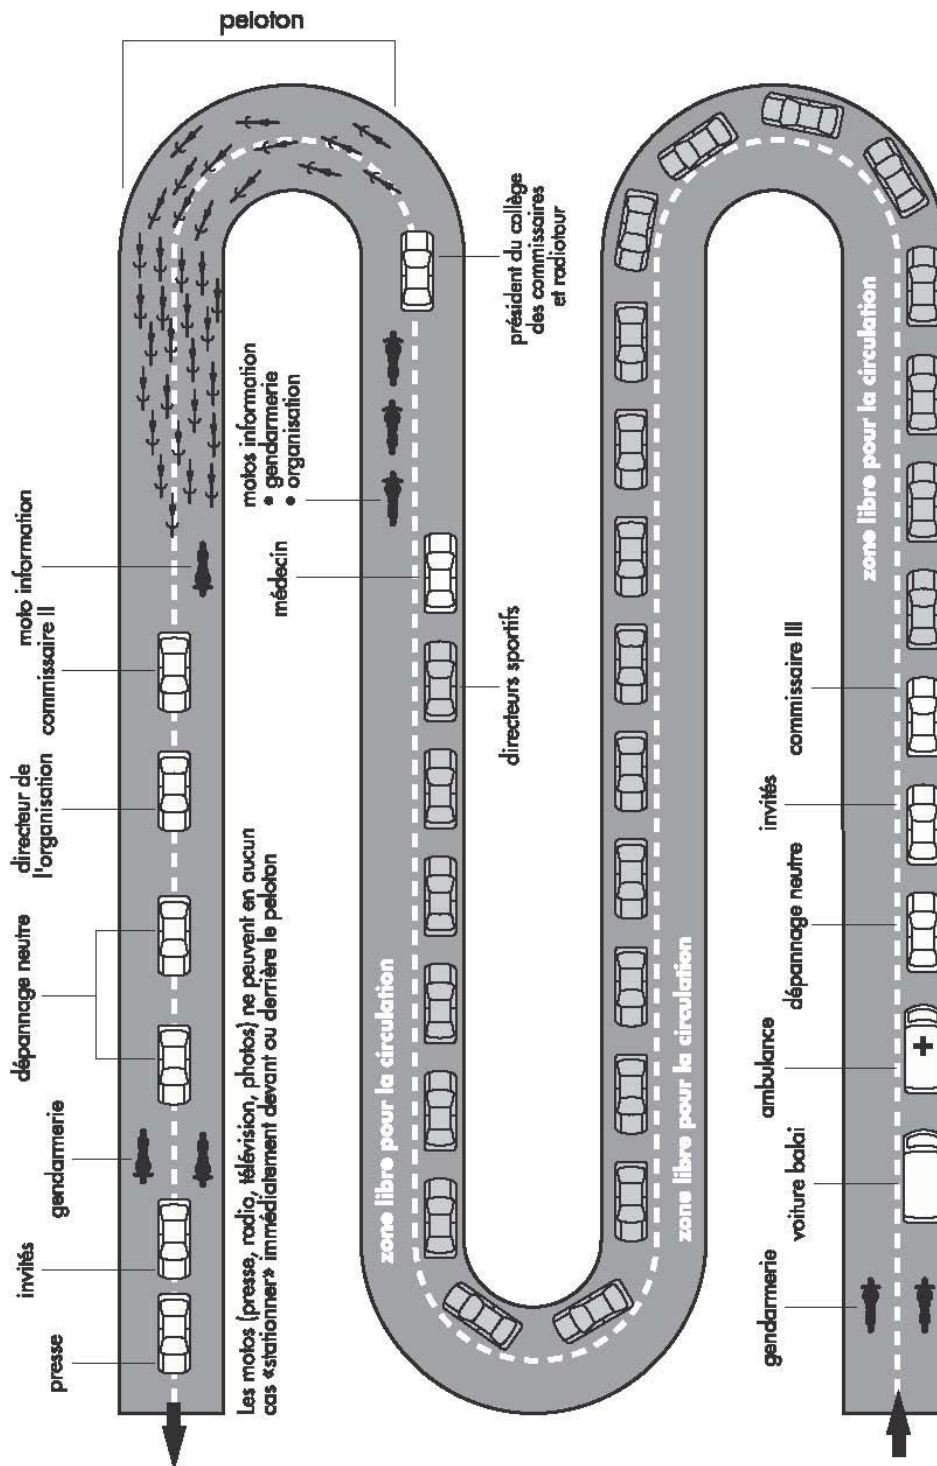 peloton
président du collège
des commissaires
et radiotour
motos information
• gendarmerie
• organisation
médecin
directeurs sportifs
moto information
commissaire II
directeur de
l'organisation
dépannage neutre
gendarmerie
invités
presse
Les motos (presse, radio, télévision, photos) ne peuvent en aucun
cas «stationner» immédiatement devant ou derrière le peloton
zone libre pour la circulation
zone libre pour la circulation
zone libre pour la circulation
commissaire III
invités
dépannage neutre
ambulance
voiture balai
gendarmerie